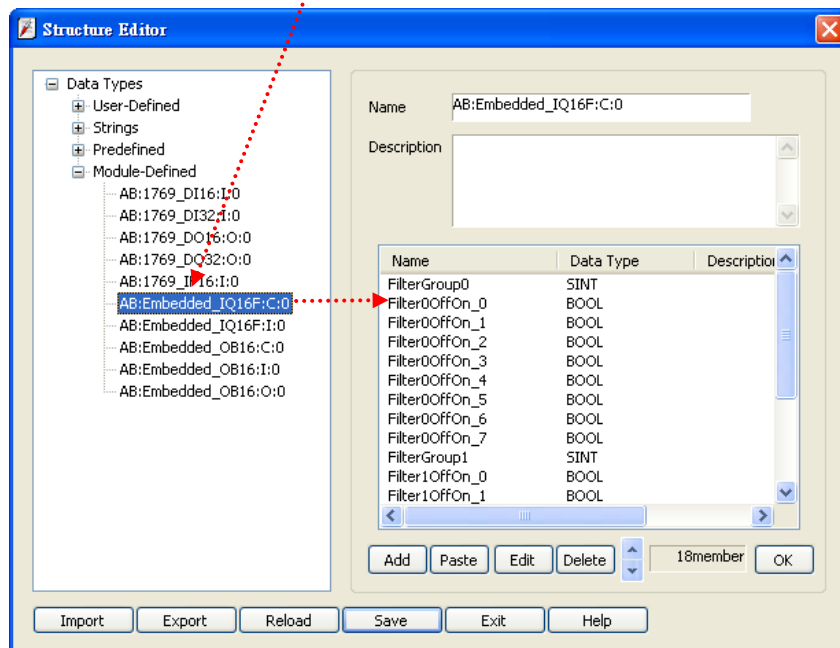 Structure Editor
Data Types
User-Defined
Strings
Predefined
Module-Defined
AB:1769_DI16:I:0
AB:1769_DI32:I:0
AB:1769_DO16:O:0
AB:1769_DO32:O:0
AB:1769_IF16:I:0
AB:Embedded_IQ16F:C:0
AB:Embedded_IQ16F:I:0
AB:Embedded_OB16:C:0
AB:Embedded_OB16:I:0
AB:Embedded_OB16:O:0
Name AB:Embedded_IQ16F:C:0
Description
Name Data Type Description
FilterGroup0 SINT
Filter0OffOn_0 BOOL
Filter0OffOn_1 BOOL
Filter0OffOn_2 BOOL
Filter0OffOn_3 BOOL
Filter0OffOn_4 BOOL
Filter0OffOn_5 BOOL
Filter0OffOn_6 BOOL
Filter0OffOn_7 BOOL
FilterGroup1 SINT
Filter1OffOn_0 BOOL
Filter1OffOn_1 BOOL
Add Paste Edit Delete 18member OK
Import Export Reload Save Exit Help